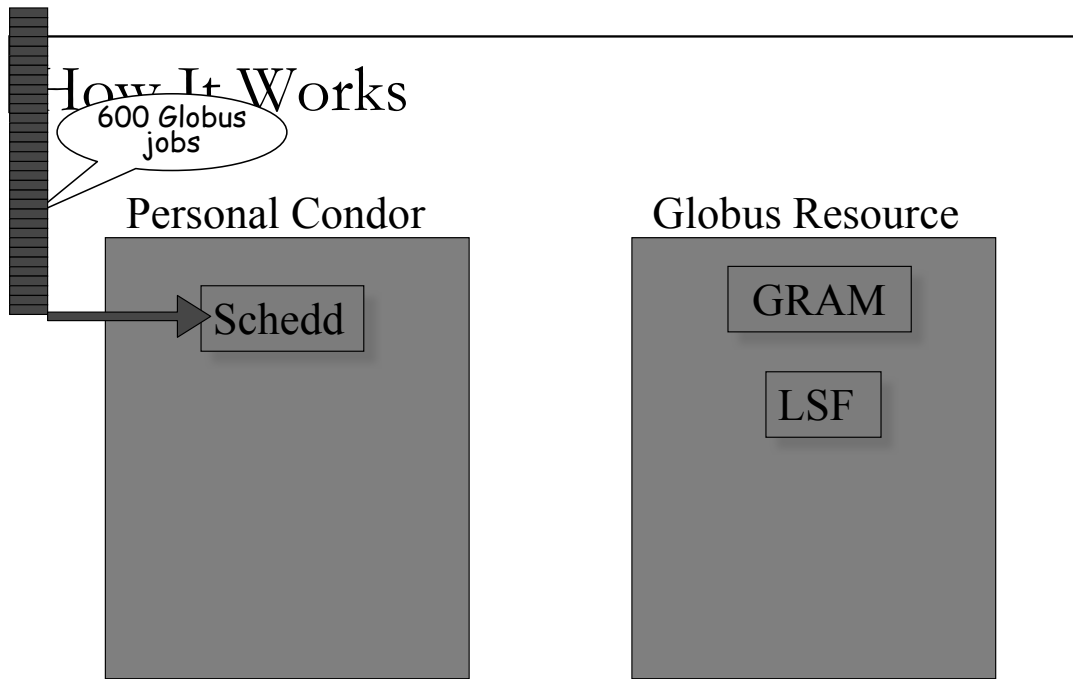 How It Works
600 Globus
jobs
Personal Condor
Globus Resource
Schedd
GRAM
LSF